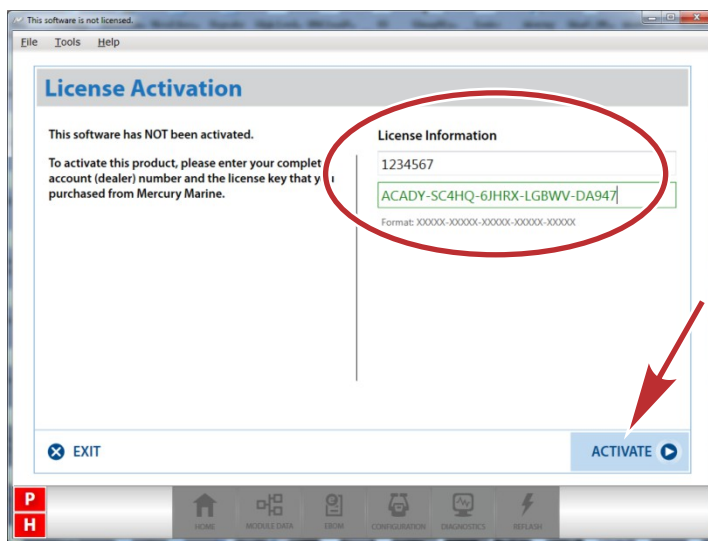 This software is not licensed.
File Tools Help
License Activation
This software has NOT been activated.
To activate this product, please enter your complet
account (dealer) number and the license key that y
purchased from Mercury Marine.
License Information
1234567
ACADY-SC4HQ-6JHRX-LGBWV-DA947
Format: XXXXX-XXXXX-XXXXX-XXXXX-XXXXX
EXIT
ACTIVATE
P
H
HOME MODULE DATA EROM CONFIGURATION DIAGNOSTICS REFLASH